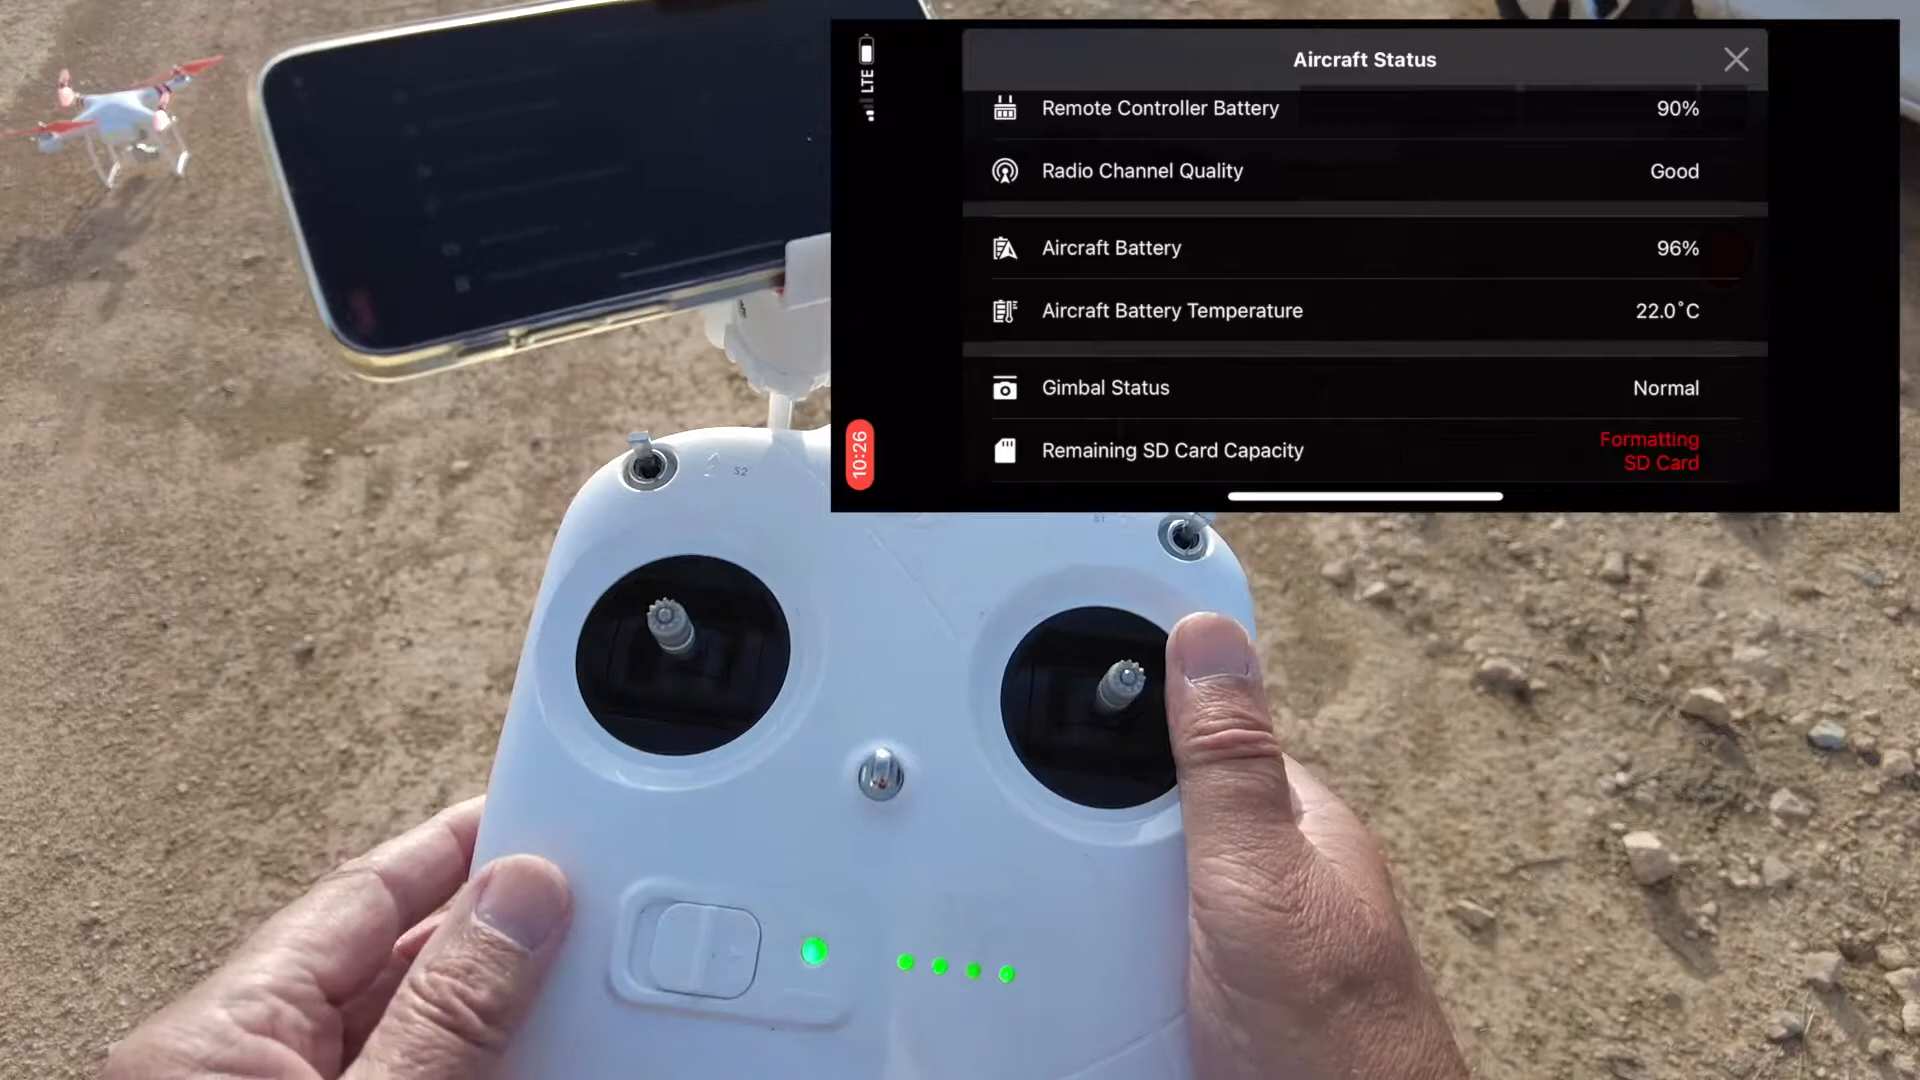 LTE
Aircraft Status
Remote Controller Battery 90%
Radio Channel Quality Good
Aircraft Battery 96%
Aircraft Battery Temperature 22.0°C
Gimbal Status Normal
Remaining SD Card Capacity Formatting
SD Card
10:26
S2
S1